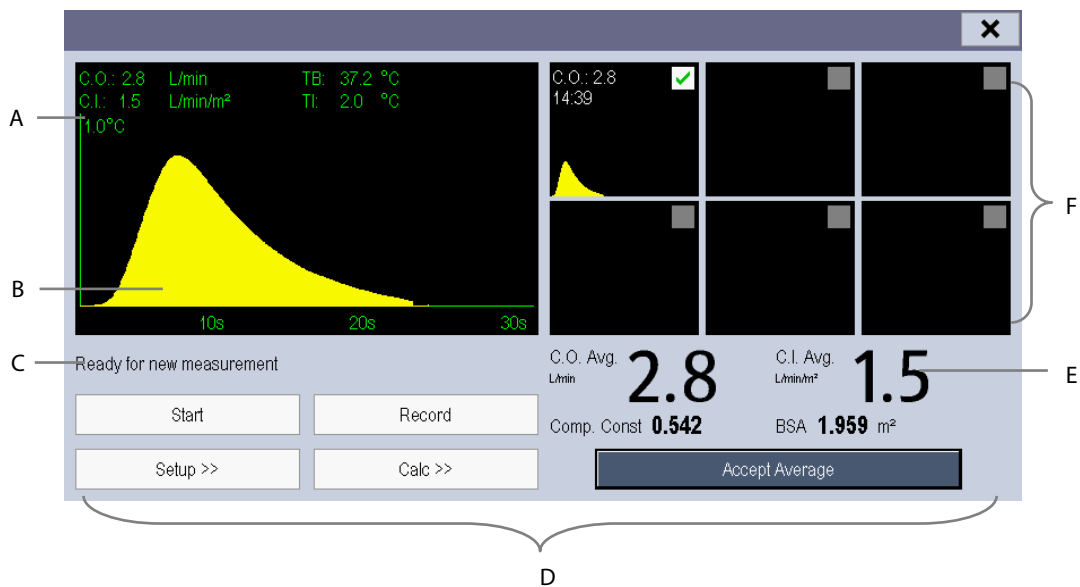 C.O.: 2.8 L/min TB: 37.2 °C
C.I.: 1.5 L/min/m² TI: 2.0 °C
1.0°C
10s 20s 30s
C.O.: 2.8
14:39
A
B
C
Ready for new measurement
Start Record
Setup >> Calc >>
C.O. Avg. 2.8
L/min
C.I. Avg. 1.5
L/min/m²
Comp. Const 0.542 BSA 1.959 m²
Accept Average
F
E
D